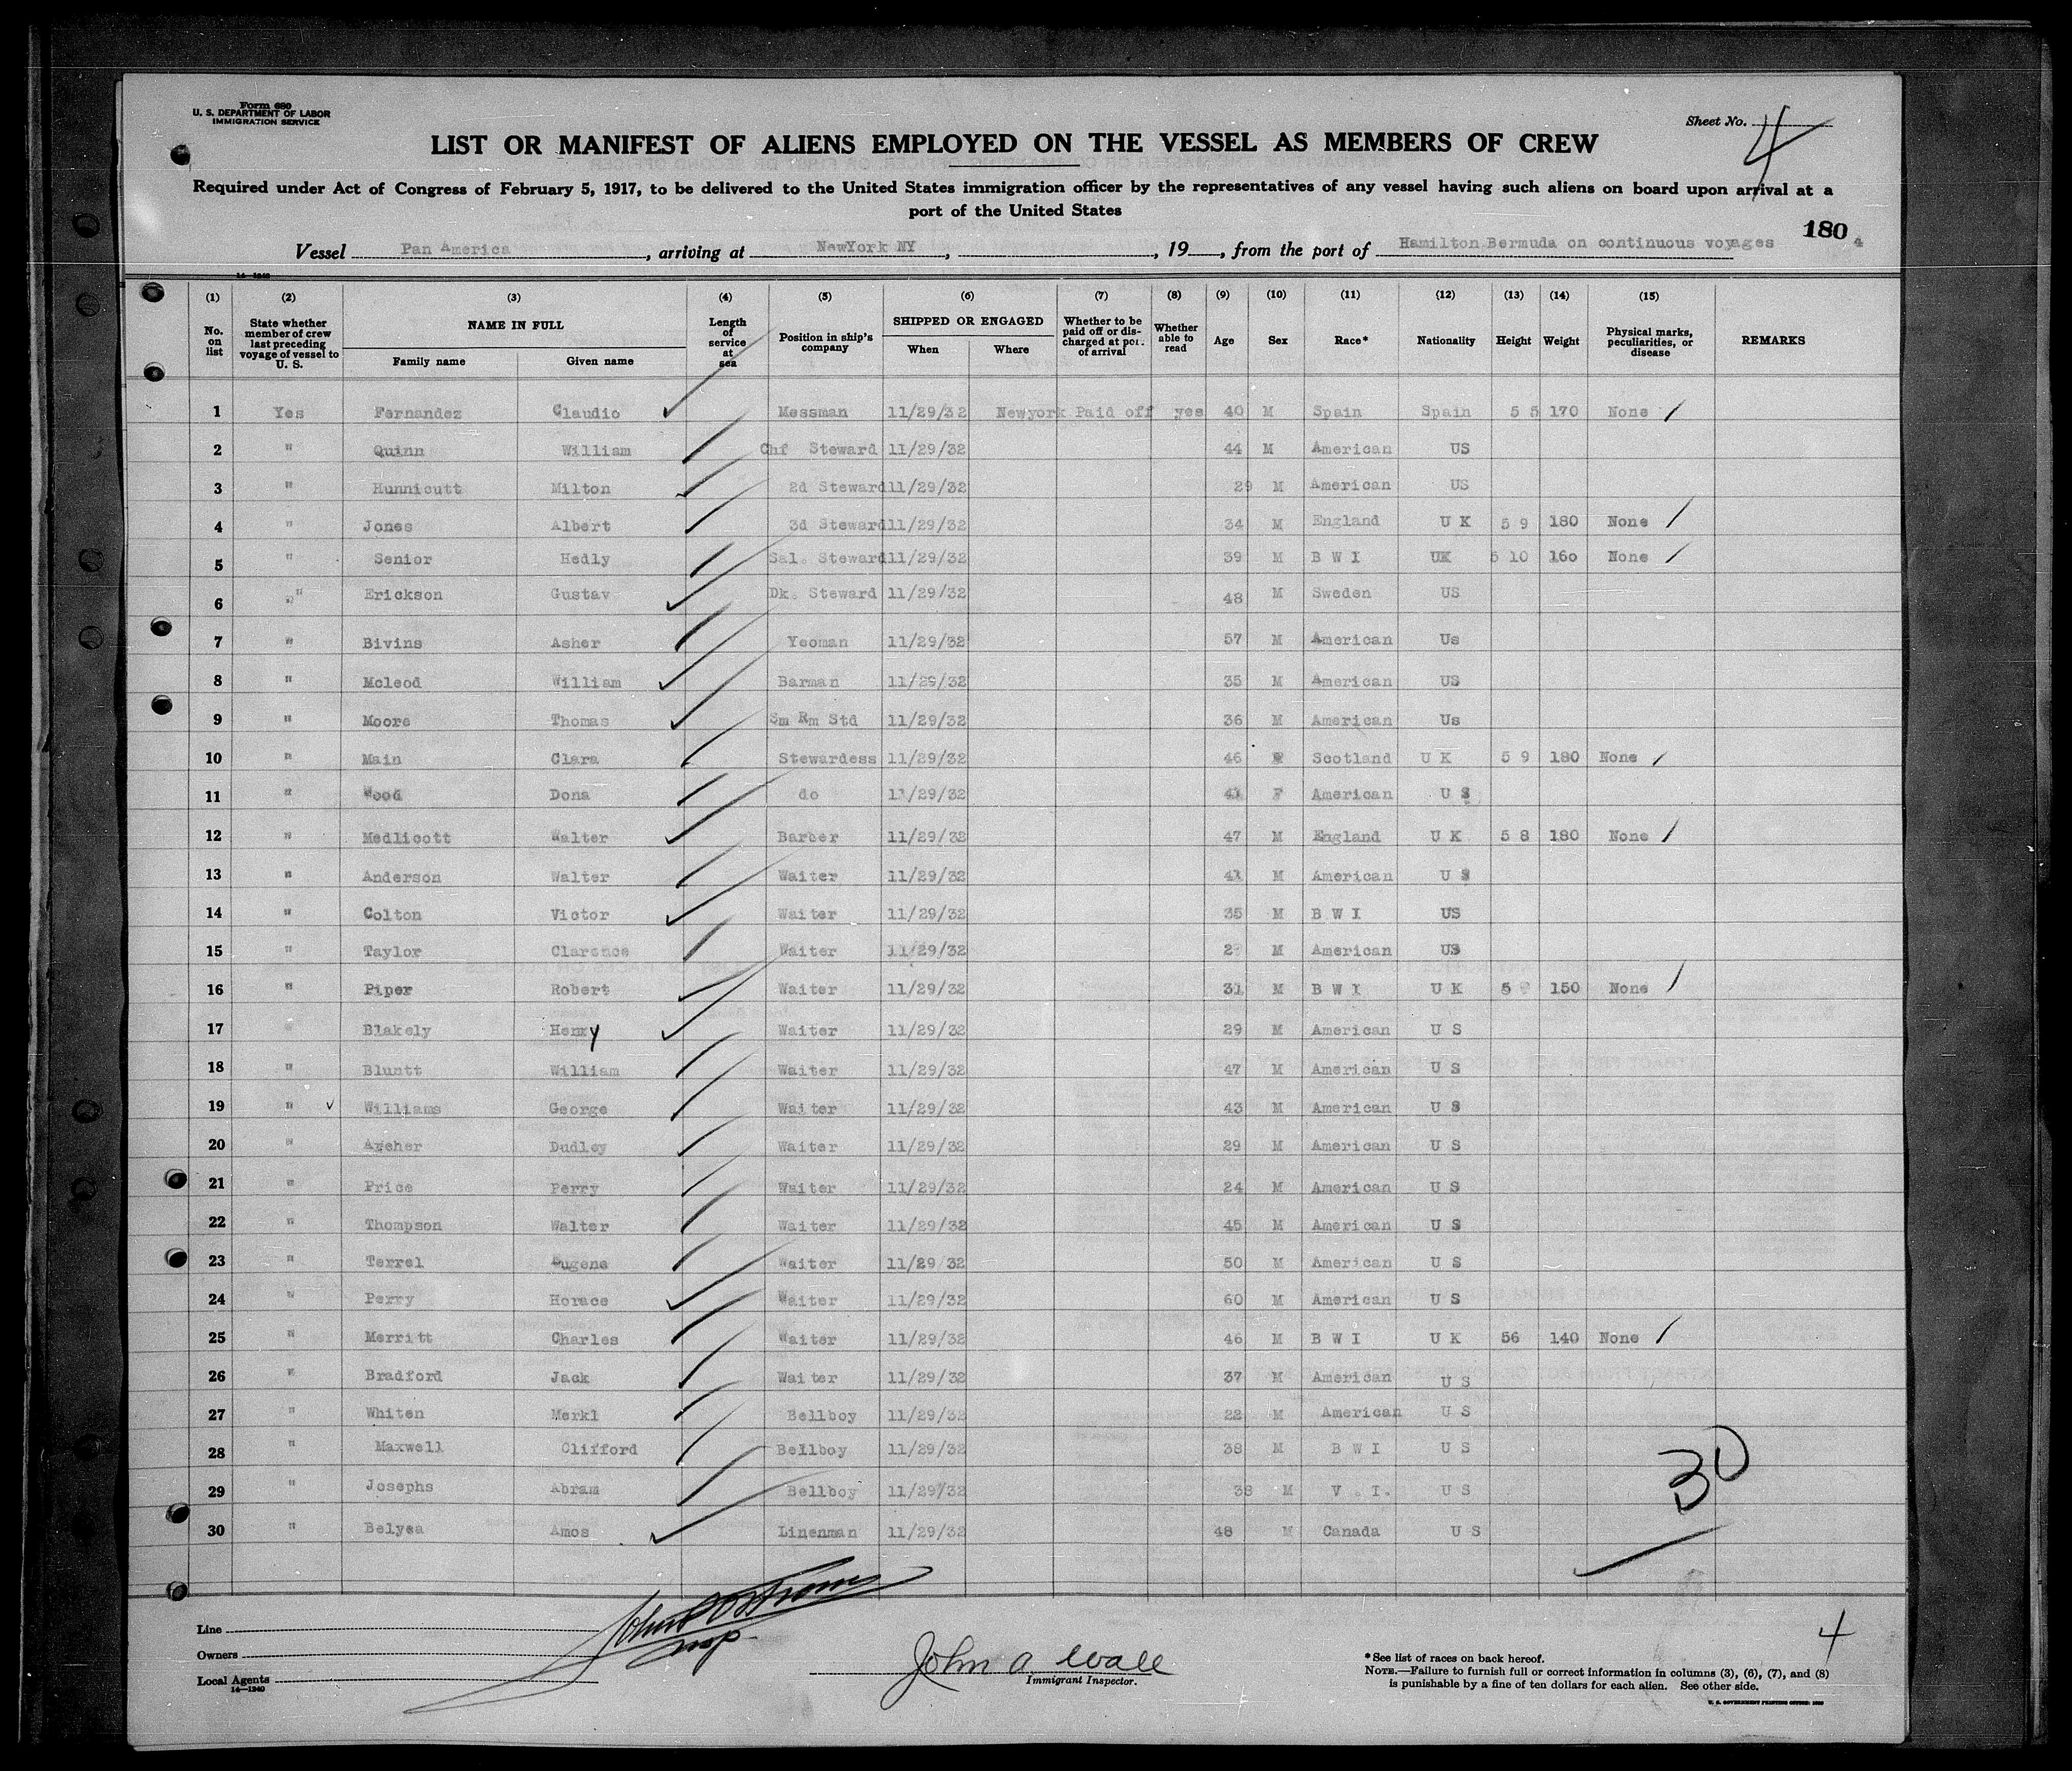 Form 680
U. S. DEPARTMENT OF LABOR
IMMIGRATION SERVICE
Sheet No. 4
LIST OR MANIFEST OF ALIENS EMPLOYED ON THE VESSEL AS MEMBERS OF CREW
Required under Act of Congress of February 5, 1917, to be delivered to the United States immigration officer by the representatives of any vessel having such aliens on board upon arrival at a
port of the United States
180 4
Vessel Pan America, arriving at NewYork NY, , 19 , from the port of Hamilton Bermuda on continuous voyages
14—1240
(1) (2) (3) (4) (5) (6) (7) (8) (9) (10) (11) (12) (13) (14) (15)
No. on list State whether member of crew last preceding voyage of vessel to U. S. NAME IN FULL Family name Given name Length of service at sea Position in ship's company SHIPPED OR ENGAGED When Where Whether to be paid off or discharged at port of arrival Whether able to read Age Sex Race* Nationality Height Weight Physical marks, peculiarities, or disease REMARKS
1 Yes Fernandez Claudio Messman 11/29/32 Newyork Paid off yes 40 M Spain Spain 5 5 170 None
2 " Quinn William Chf Steward 11/29/32 44 M American US
3 " Hunnicutt Milton 2d Steward 11/29/32 29 M American US
4 " Jones Albert 3d Steward 11/29/32 34 M England U K 5 9 180 None
5 " Senior Hedly Sal. Steward 11/29/32 39 M B W I UK 5 10 160 None
6 " Erickson Gustav Dk. Steward 11/29/32 48 M Sweden US
7 " Bivins Asher Yeoman 11/29/32 57 M American Us
8 " Mcleod William Barman 11/29/32 35 M American US
9 " Moore Thomas Sm Rm Std 11/29/32 36 M American Us
10 " Main Clara Stewardess 11/29/32 46 Scotland U K 5 9 180 None
11 " Wood Dona do 11/29/32 F American U S
12 " Medlicott Walter Barber 11/29/32 47 M England U K 5 8 180 None
13 " Anderson Walter Waiter 11/29/32 41 M American U S
14 " Colton Victor Waiter 11/29/32 35 M B W I US
15 " Taylor Clarence Waiter 11/29/32 M American US
16 " Piper Robert Waiter 11/29/32 31 M B W I U K 5 150 None
17 " Blakely Henry Waiter 11/29/32 29 M American U S
18 " Bluntt William Waiter 11/29/32 47 M American U S
19 " Williams George Waiter 11/29/32 43 M American U S
20 " Archer Dudley Waiter 11/29/32 29 M American U S
21 " Price Perry Waiter 11/29/32 24 M American U S
22 " Thompson Walter Waiter 11/29/32 45 M American U S
23 " Terrel Eugene Waiter 11/29 32 50 M American U S
24 " Perry Horace Waiter 11/29/32 60 M American U S
25 " Merritt Charles Waiter 11/29/32 46 M B W I U K 56 140 None
26 " Bradford Jack Waiter 11/29/32 37 M American U S
27 " Whiten Merkl Bellboy 11/29/32 22 M American U S
28 " Maxwell Clifford Bellboy 11/29/32 38 M B W I U S
29 " Josephs Abram Bellboy 11/29/32 38 M V . I. U S
30 " Belyea Amos Linenman 11/29/32 48 M Canada U S
30
Line
Owners
Local Agents
14—1240
John A Wall
Immigrant Inspector.
4
*See list of races on back hereof.
NOTE.—Failure to furnish full or correct information in columns (3), (6), (7), and (8)
is punishable by a fine of ten dollars for each alien. See other side.